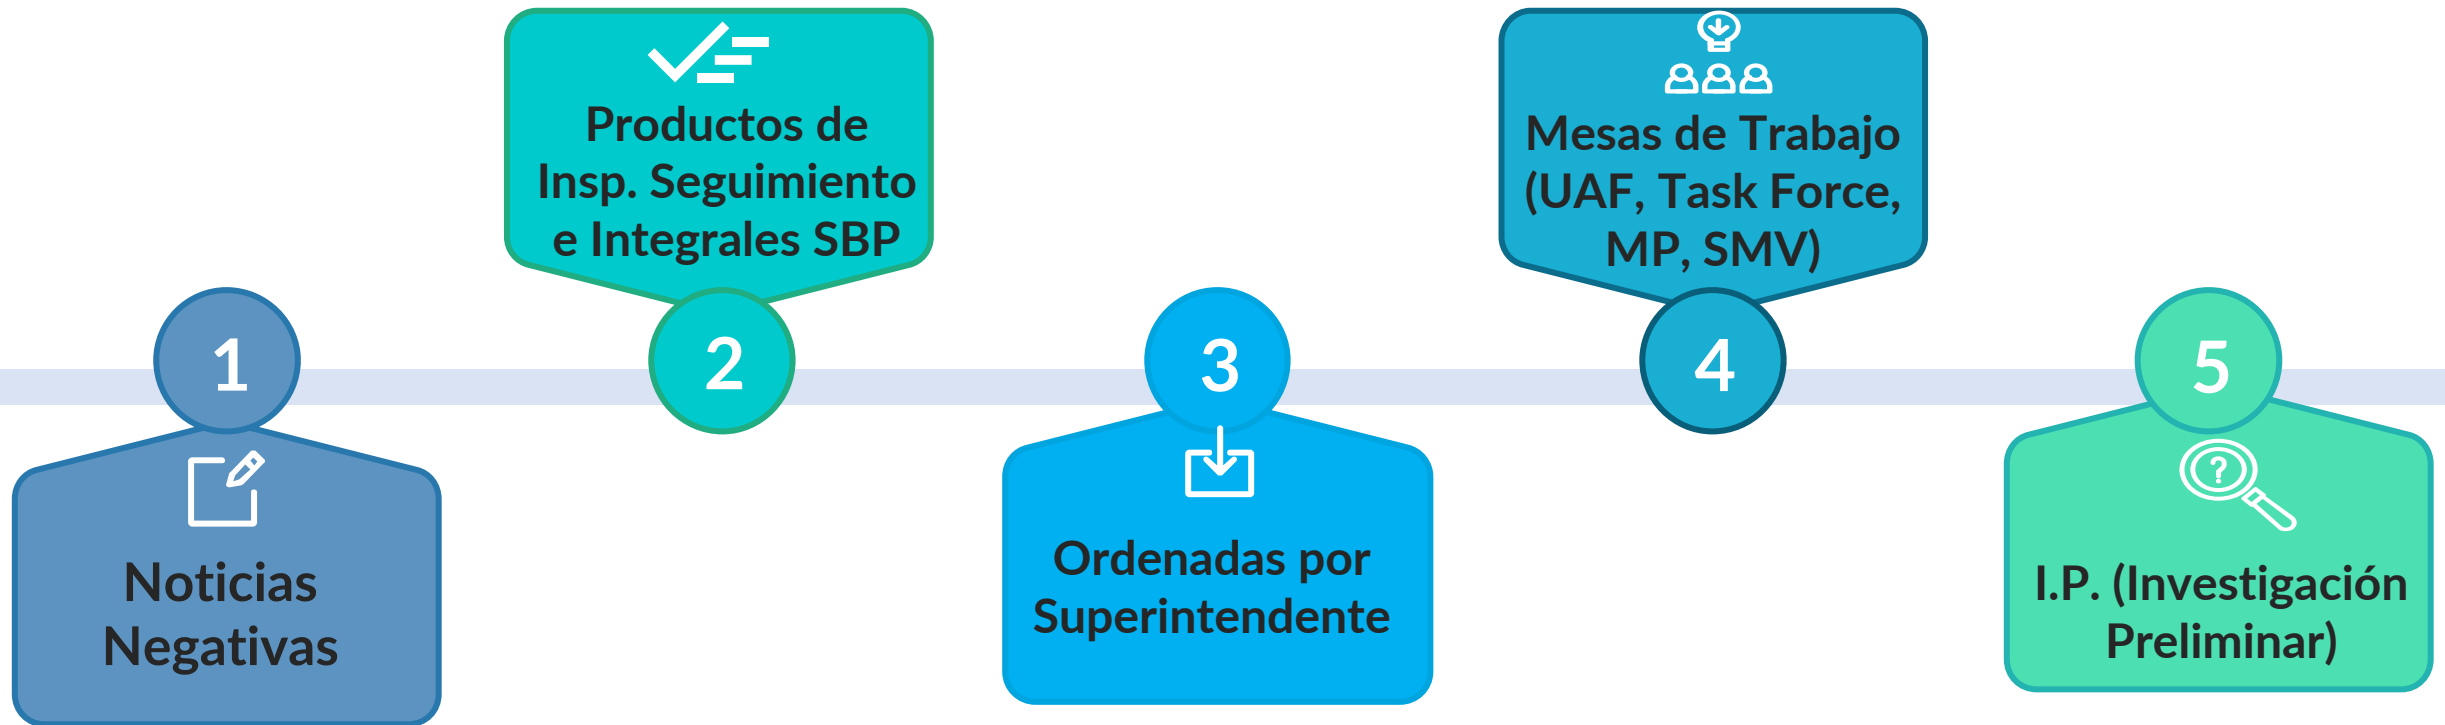 1
Noticias
Negativas
Productos de
Insp. Seguimiento
e Integrales SBP
2
3
Ordenadas por
Superintendente
Mesas de Trabajo
(UAF, Task Force,
MP, SMV)
4
5
?
I.P. (Investigación
Preliminar)